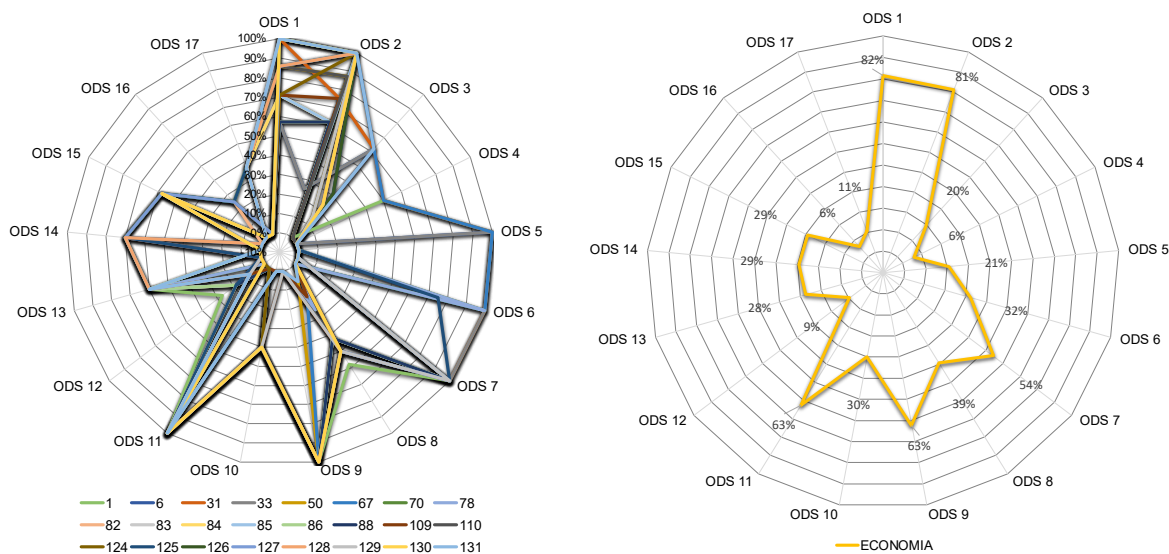 ODS 1
ODS 2
ODS 3
ODS 4
ODS 5
ODS 6
ODS 7
ODS 8
ODS 9
ODS 10
ODS 11
ODS 12
ODS 13
ODS 14
ODS 15
ODS 16
ODS 17
100%
90%
80%
70%
60%
50%
40%
30%
20%
10%
0%
-10%
1 6 31 33 50 67 70 78
82 83 84 85 86 88 109 110
124 125 126 127 128 129 130 131
ODS 1
ODS 2
ODS 3
ODS 4
ODS 5
ODS 6
ODS 7
ODS 8
ODS 9
ODS 10
ODS 11
ODS 12
ODS 13
ODS 14
ODS 15
ODS 16
ODS 17
82%
81%
20%
6%
21%
32%
54%
39%
63%
30%
63%
9%
28%
29%
29%
6%
11%
ECONOMIA